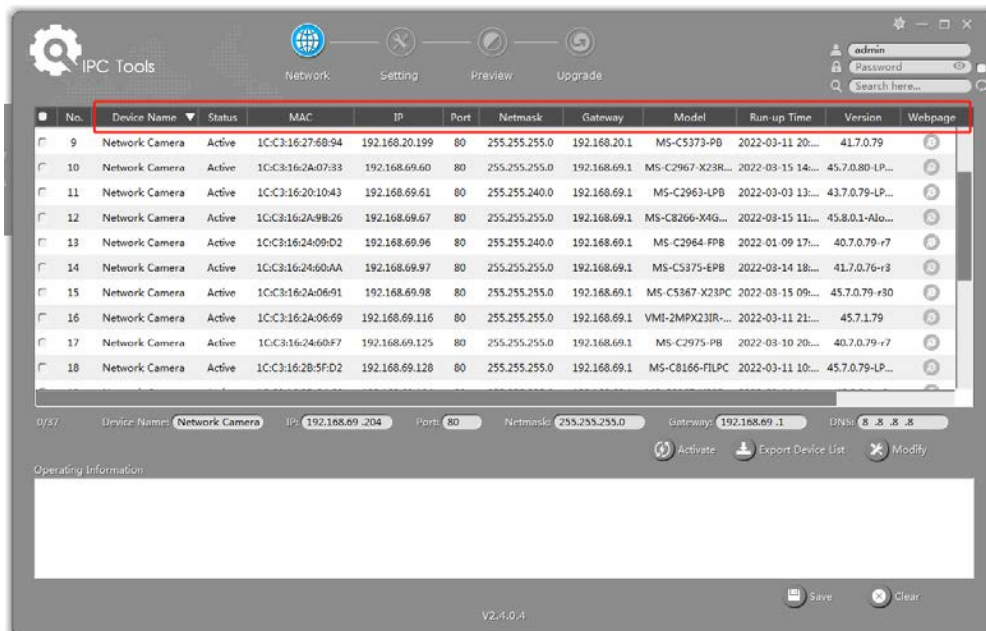 IPC Tools
Network Setting Preview Upgrade
admin
Password
Search here...
No. Device Name ▼ Status MAC IP Port Netmask Gateway Model Run-up Time Version Webpage
9 Network Camera Active 1C:C3:16:27:6B:94 192.168.20.199 80 255.255.255.0 192.168.20.1 MS-C5373-PB 2022-03-11 20:... 41.7.0.79
10 Network Camera Active 1C:C3:16:2A:07:33 192.168.69.60 80 255.255.255.0 192.168.69.1 MS-C2967-X23R... 2022-03-15 14:... 45.7.0.80-LP...
11 Network Camera Active 1C:C3:16:20:10:43 192.168.69.61 80 255.255.240.0 192.168.69.1 MS-C2963-LPB 2022-03-03 13:... 43.7.0.79-LP...
12 Network Camera Active 1C:C3:16:2A:9B:26 192.168.69.67 80 255.255.255.0 192.168.69.1 MS-C8266-X4G... 2022-03-15 11:... 45.8.0.1-AIo...
13 Network Camera Active 1C:C3:16:24:09:D2 192.168.69.96 80 255.255.240.0 192.168.69.1 MS-C2964-FPB 2022-01-09 17:... 40.7.0.79-r7
14 Network Camera Active 1C:C3:16:24:60:AA 192.168.69.97 80 255.255.255.0 192.168.69.1 MS-C5375-EPB 2022-03-14 18:... 41.7.0.76-r3
15 Network Camera Active 1C:C3:16:2A:06:91 192.168.69.98 80 255.255.255.0 192.168.69.1 MS-C5367-X23PC 2022-03-15 09:... 45.7.0.79-r30
16 Network Camera Active 1C:C3:16:2A:06:69 192.168.69.116 80 255.255.255.0 192.168.69.1 VMI-2MPX23IR-... 2022-03-11 21:... 45.7.1.79
17 Network Camera Active 1C:C3:16:24:60:F7 192.168.69.125 80 255.255.255.0 192.168.69.1 MS-C2975-PB 2022-03-10 20:... 40.7.0.79-r7
18 Network Camera Active 1C:C3:16:2B:5F:D2 192.168.69.128 80 255.255.255.0 192.168.69.1 MS-C8166-FILPC 2022-03-11 10:... 45.7.0.79-LP...
0/37 Device Name: Network Camera IP: 192.168.69 .204 Port: 80 Netmask: 255.255.255.0 Gateway: 192.168.69 .1 DNS: 8 .8 .8 .8
Activate Export Device List Modify
Operating Information
Save Clear
V2.4.0.4